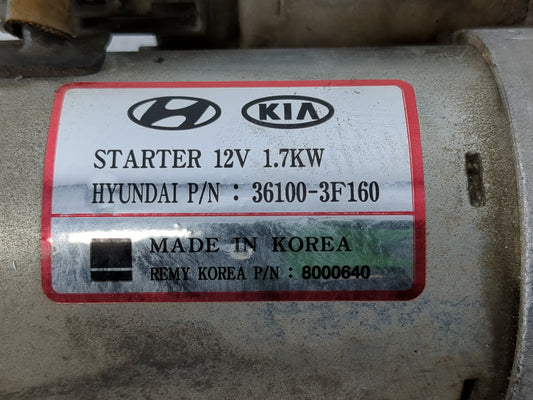 KIA
STARTER 12V 1.7KW
HYUNDAI P/N : 36100-3F160
MADE IN KOREA
REMY KOREA P/N : 8000640